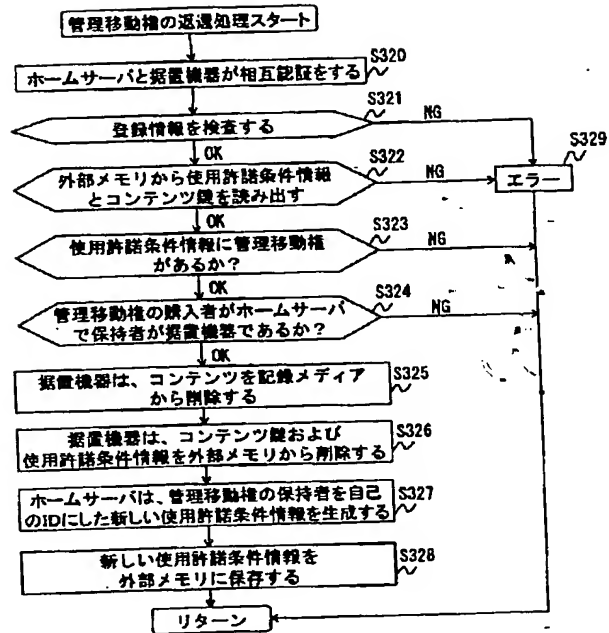 管理移動権の返還処理スタート
S320
ホームサーバと据置機器が相互認証をする
S321
登録情報を検査する
NG
OK
S322
S329
外部メモリから使用許諾条件情報
とコンテンツ鍵を読み出す
NG
エラー
OK
S323
使用許諾条件情報に管理移動権
があるか?
NG
OK
S324
管理移動権の購入者がホームサーバ
で保持者が据置機器であるか?
NG
OK
S325
据置機器は、コンテンツを記録メディア
から削除する
S326
据置機器は、コンテンツ鍵および
使用許諾条件情報を外部メモリから削除する
S327
ホームサーバは、管理移動権の保持者を自己
のIDにした新しい使用許諾条件情報を生成する
S328
新しい使用許諾条件情報を
外部メモリに保存する
リターン